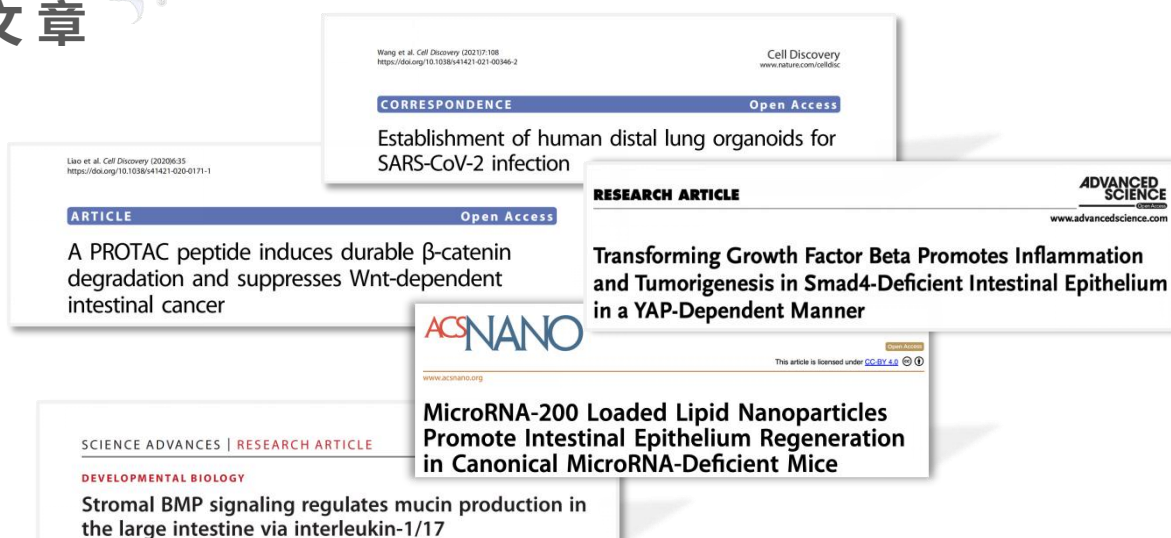 文章
Wang et al. Cell Discovery (2021)7:108
https://doi.org/10.1038/s41421-021-00346-2
Cell Discovery
www.nature.com/celldisc
CORRESPONDENCE
Open Access
Establishment of human distal lung organoids for
SARS-CoV-2 infection
Liao et al. Cell Discovery (2020)6:35
https://doi.org/10.1038/s41421-020-0171-1
ARTICLE
Open Access
A PROTAC peptide induces durable β-catenin
degradation and suppresses Wnt-dependent
intestinal cancer
RESEARCH ARTICLE
ADVANCED
SCIENCE
Open Access
www.advancedscience.com
Transforming Growth Factor Beta Promotes Inflammation
and Tumorigenesis in Smad4-Deficient Intestinal Epithelium
in a YAP-Dependent Manner
ACSNANO
Open Access
This article is licensed under CC-BY 4.0
www.acsnano.org
MicroRNA-200 Loaded Lipid Nanoparticles
Promote Intestinal Epithelium Regeneration
in Canonical MicroRNA-Deficient Mice
SCIENCE ADVANCES | RESEARCH ARTICLE
DEVELOPMENTAL BIOLOGY
Stromal BMP signaling regulates mucin production in
the large intestine via interleukin-1/17